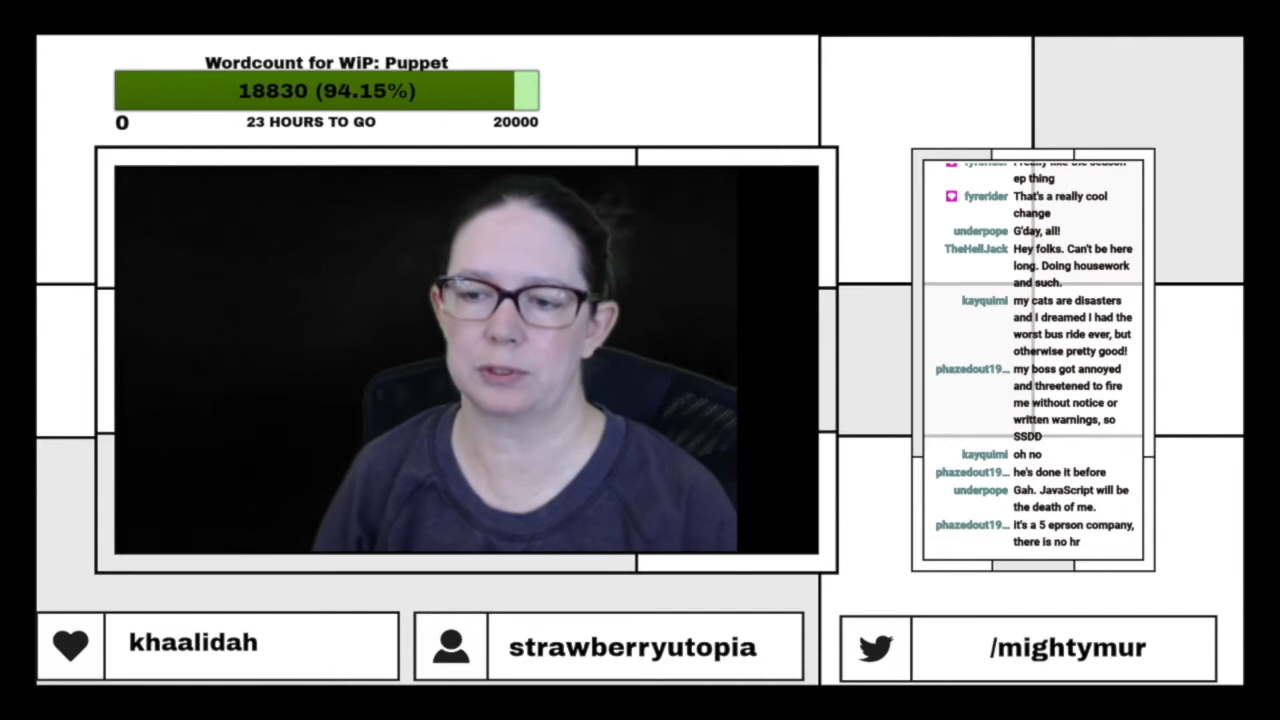 Wordcount for WiP: Puppet
18830 (94.15%)
0 23 HOURS TO GO 20000
ep thing
fyrerider That's a really cool
change
underpope G'day, all!
TheHellJack Hey folks. Can't be here
long. Doing housework
and such.
kayquimi my cats are disasters
and I dreamed I had the
worst bus ride ever, but
otherwise pretty good!
phazedout19... my boss got annoyed
and threetened to fire
me without notice or
written warnings, so
SSDD
kayquimi oh no
phazedout19... he's done it before
underpope Gah. JavaScript will be
the death of me.
phazedout19... it's a 5 eprson company,
there is no hr
khaalidah
strawberryutopia
/mightymur